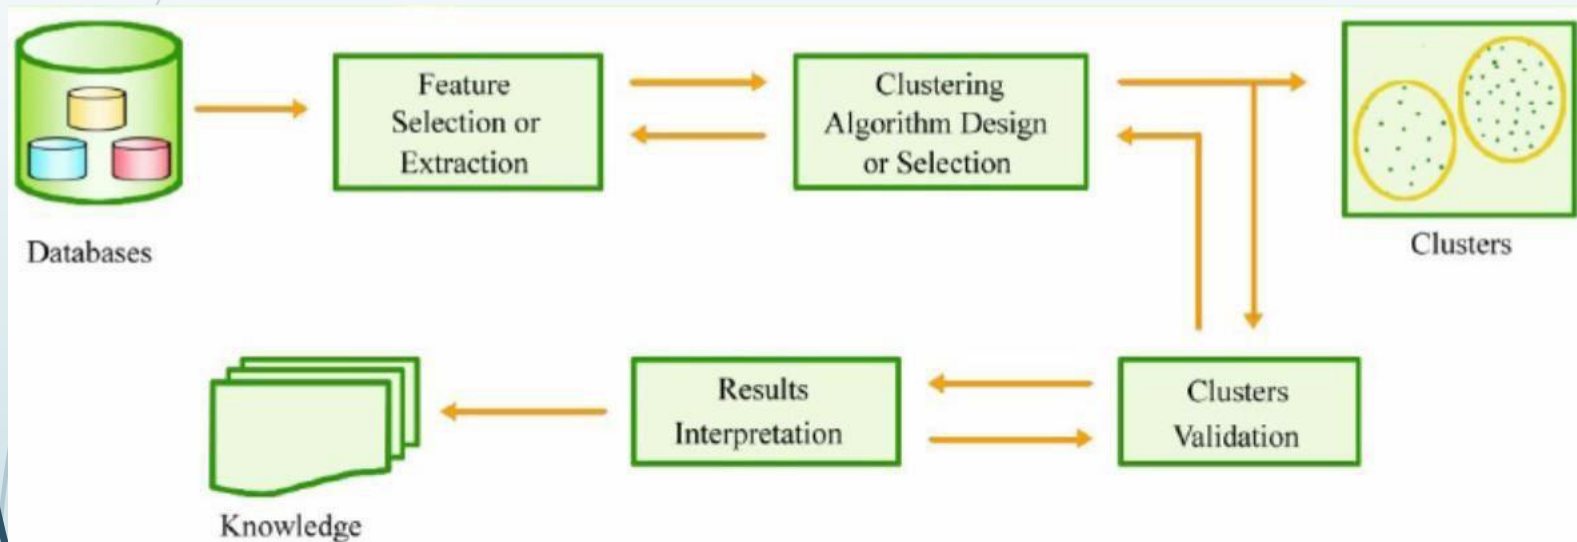 Feature
Selection or
Extraction
Clustering
Algorithm Design
or Selection
Databases
Clusters
Results
Interpretation
Clusters
Validation
Knowledge